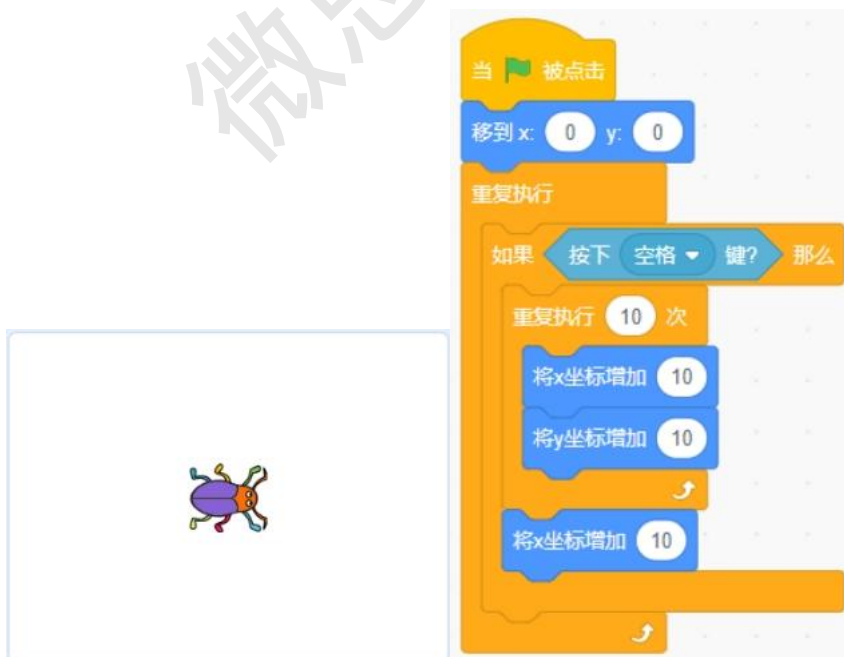 微思
当 被点击
移到 x: 0 y: 0
重复执行
如果 按下 空格 键? 那么
重复执行 10 次
将x坐标增加 10
将y坐标增加 10
将x坐标增加 10